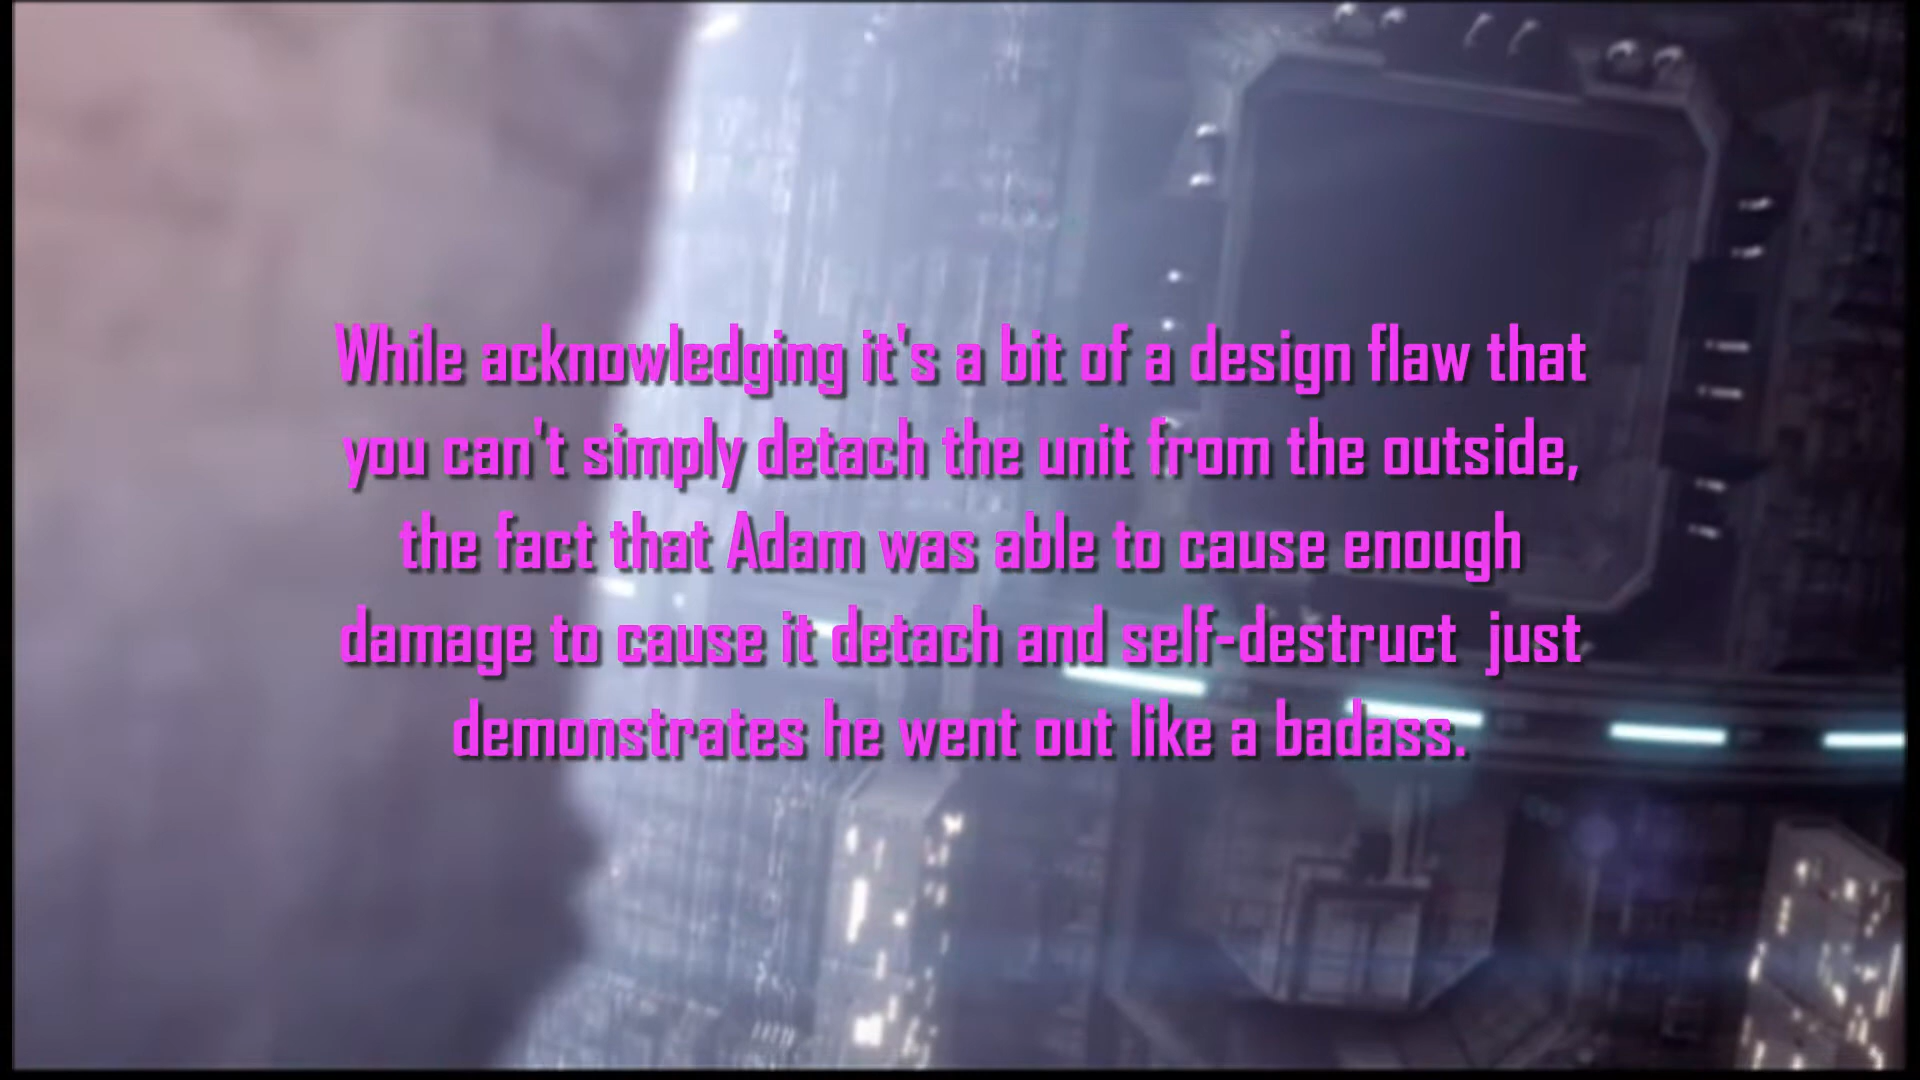 While acknowledging it's a bit of a design flaw that
you can't simply detach the unit from the outside,
the fact that Adam was able to cause enough
damage to cause it detach and self-destruct  just
demonstrates he went out like a badass.